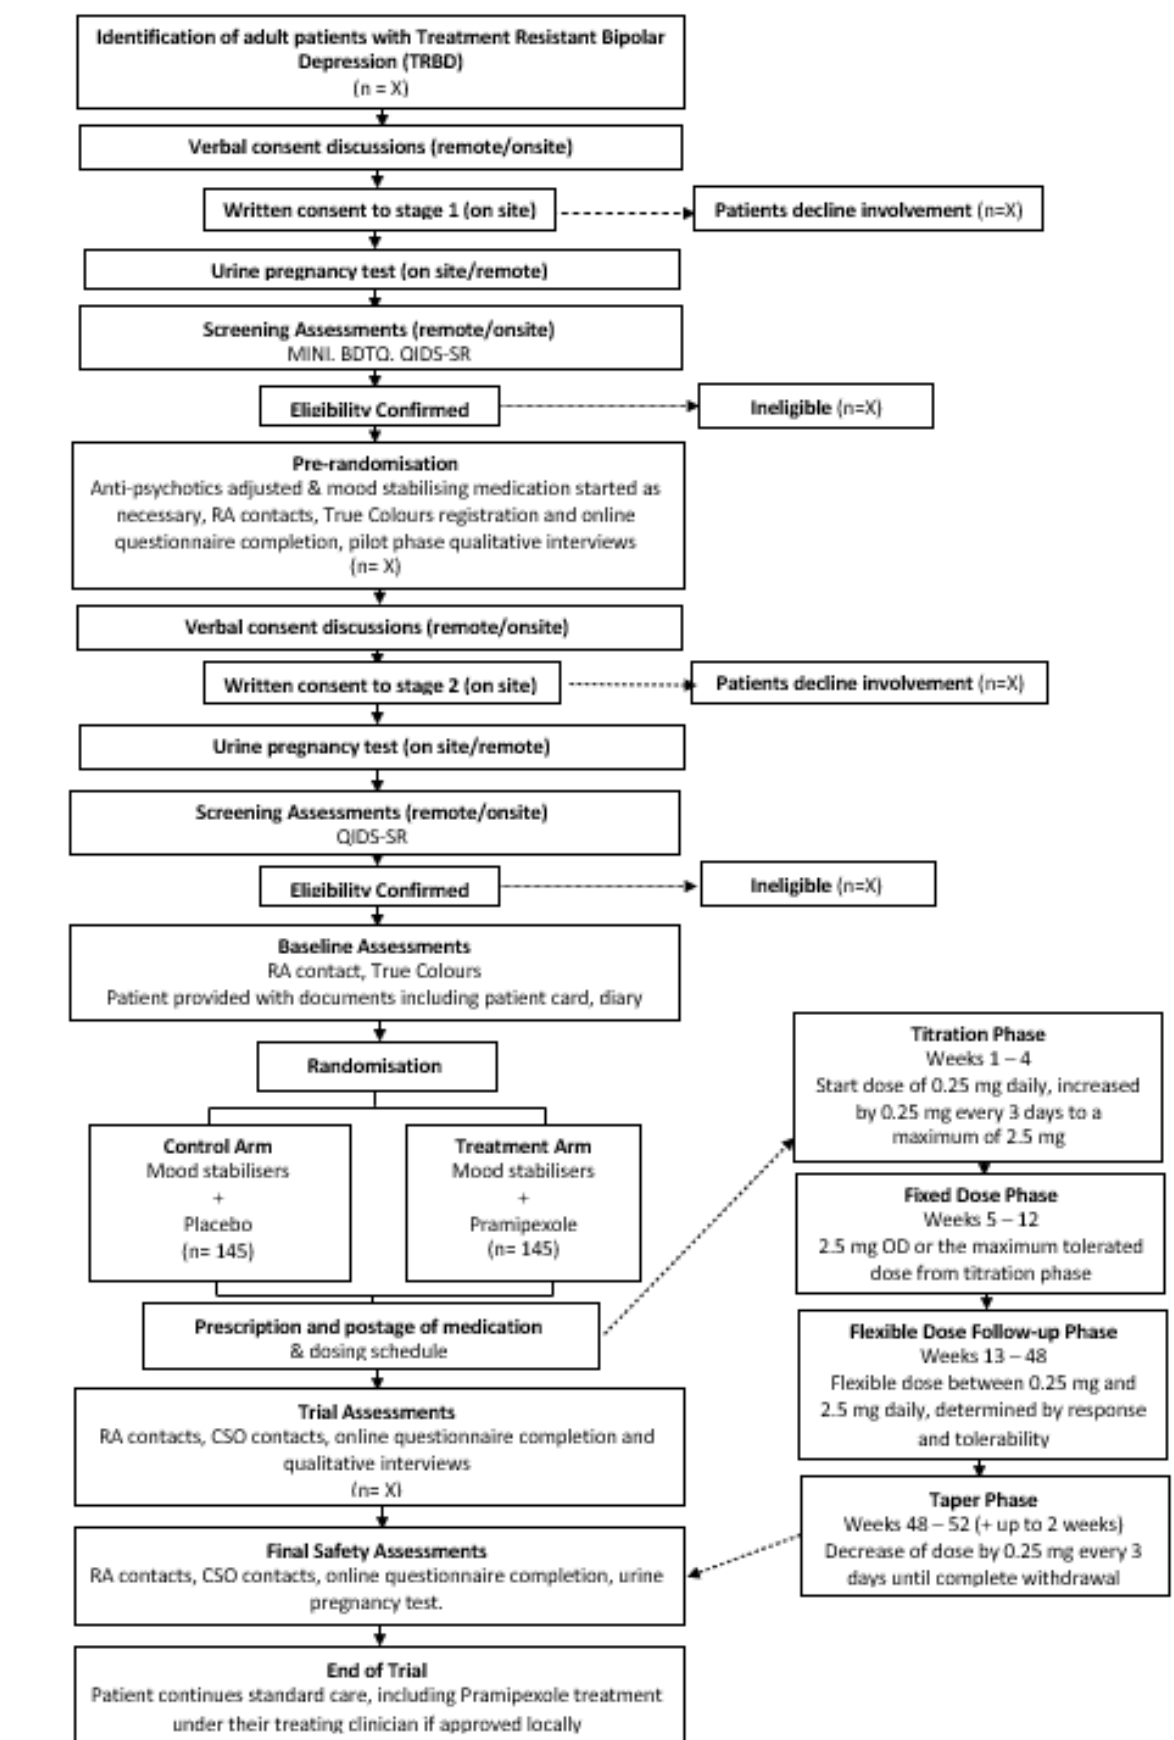 Identification of adult patients with Treatment Resistant Bipolar
Depression (TRBD)
(n = X)
Verbal consent discussions (remote/onsite)
Written consent to stage 1 (on site)
Patients decline involvement (n=X)
Urine pregnancy test (on site/remote)
Screening Assessments (remote/onsite)
MINI, BDTQ, QIDS-SR
Eligibility Confirmed
Ineligible (n=X)
Pre-randomisation
Anti-psychotics adjusted & mood stabilising medication started as
necessary, RA contacts, True Colours registration and online
questionnaire completion, pilot phase qualitative interviews
(n= X)
Verbal consent discussions (remote/onsite)
Written consent to stage 2 (on site)
Patients decline involvement (n=X)
Urine pregnancy test (on site/remote)
Screening Assessments (remote/onsite)
QIDS-SR
Eligibility Confirmed
Ineligible (n=X)
Baseline Assessments
RA contact, True Colours
Patient provided with documents including patient card, diary
Randomisation
Control Arm
Mood stabilisers
+
Placebo
(n= 145)
Treatment Arm
Mood stabilisers
+
Pramipexole
(n= 145)
Prescription and postage of medication
& dosing schedule
Titration Phase
Weeks 1 – 4
Start dose of 0.25 mg daily, increased
by 0.25 mg every 3 days to a
maximum of 2.5 mg
Fixed Dose Phase
Weeks 5 – 12
2.5 mg OD or the maximum tolerated
dose from titration phase
Flexible Dose Follow-up Phase
Weeks 13 – 48
Flexible dose between 0.25 mg and
2.5 mg daily, determined by response
and tolerability
Taper Phase
Weeks 48 – 52 (+ up to 2 weeks)
Decrease of dose by 0.25 mg every 3
days until complete withdrawal
Trial Assessments
RA contacts, CSO contacts, online questionnaire completion and
qualitative interviews
(n= X)
Final Safety Assessments
RA contacts, CSO contacts, online questionnaire completion, urine
pregnancy test.
End of Trial
Patient continues standard care, including Pramipexole treatment
under their treating clinician if approved locally